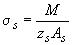 σ_s = M / (z_s A_s)